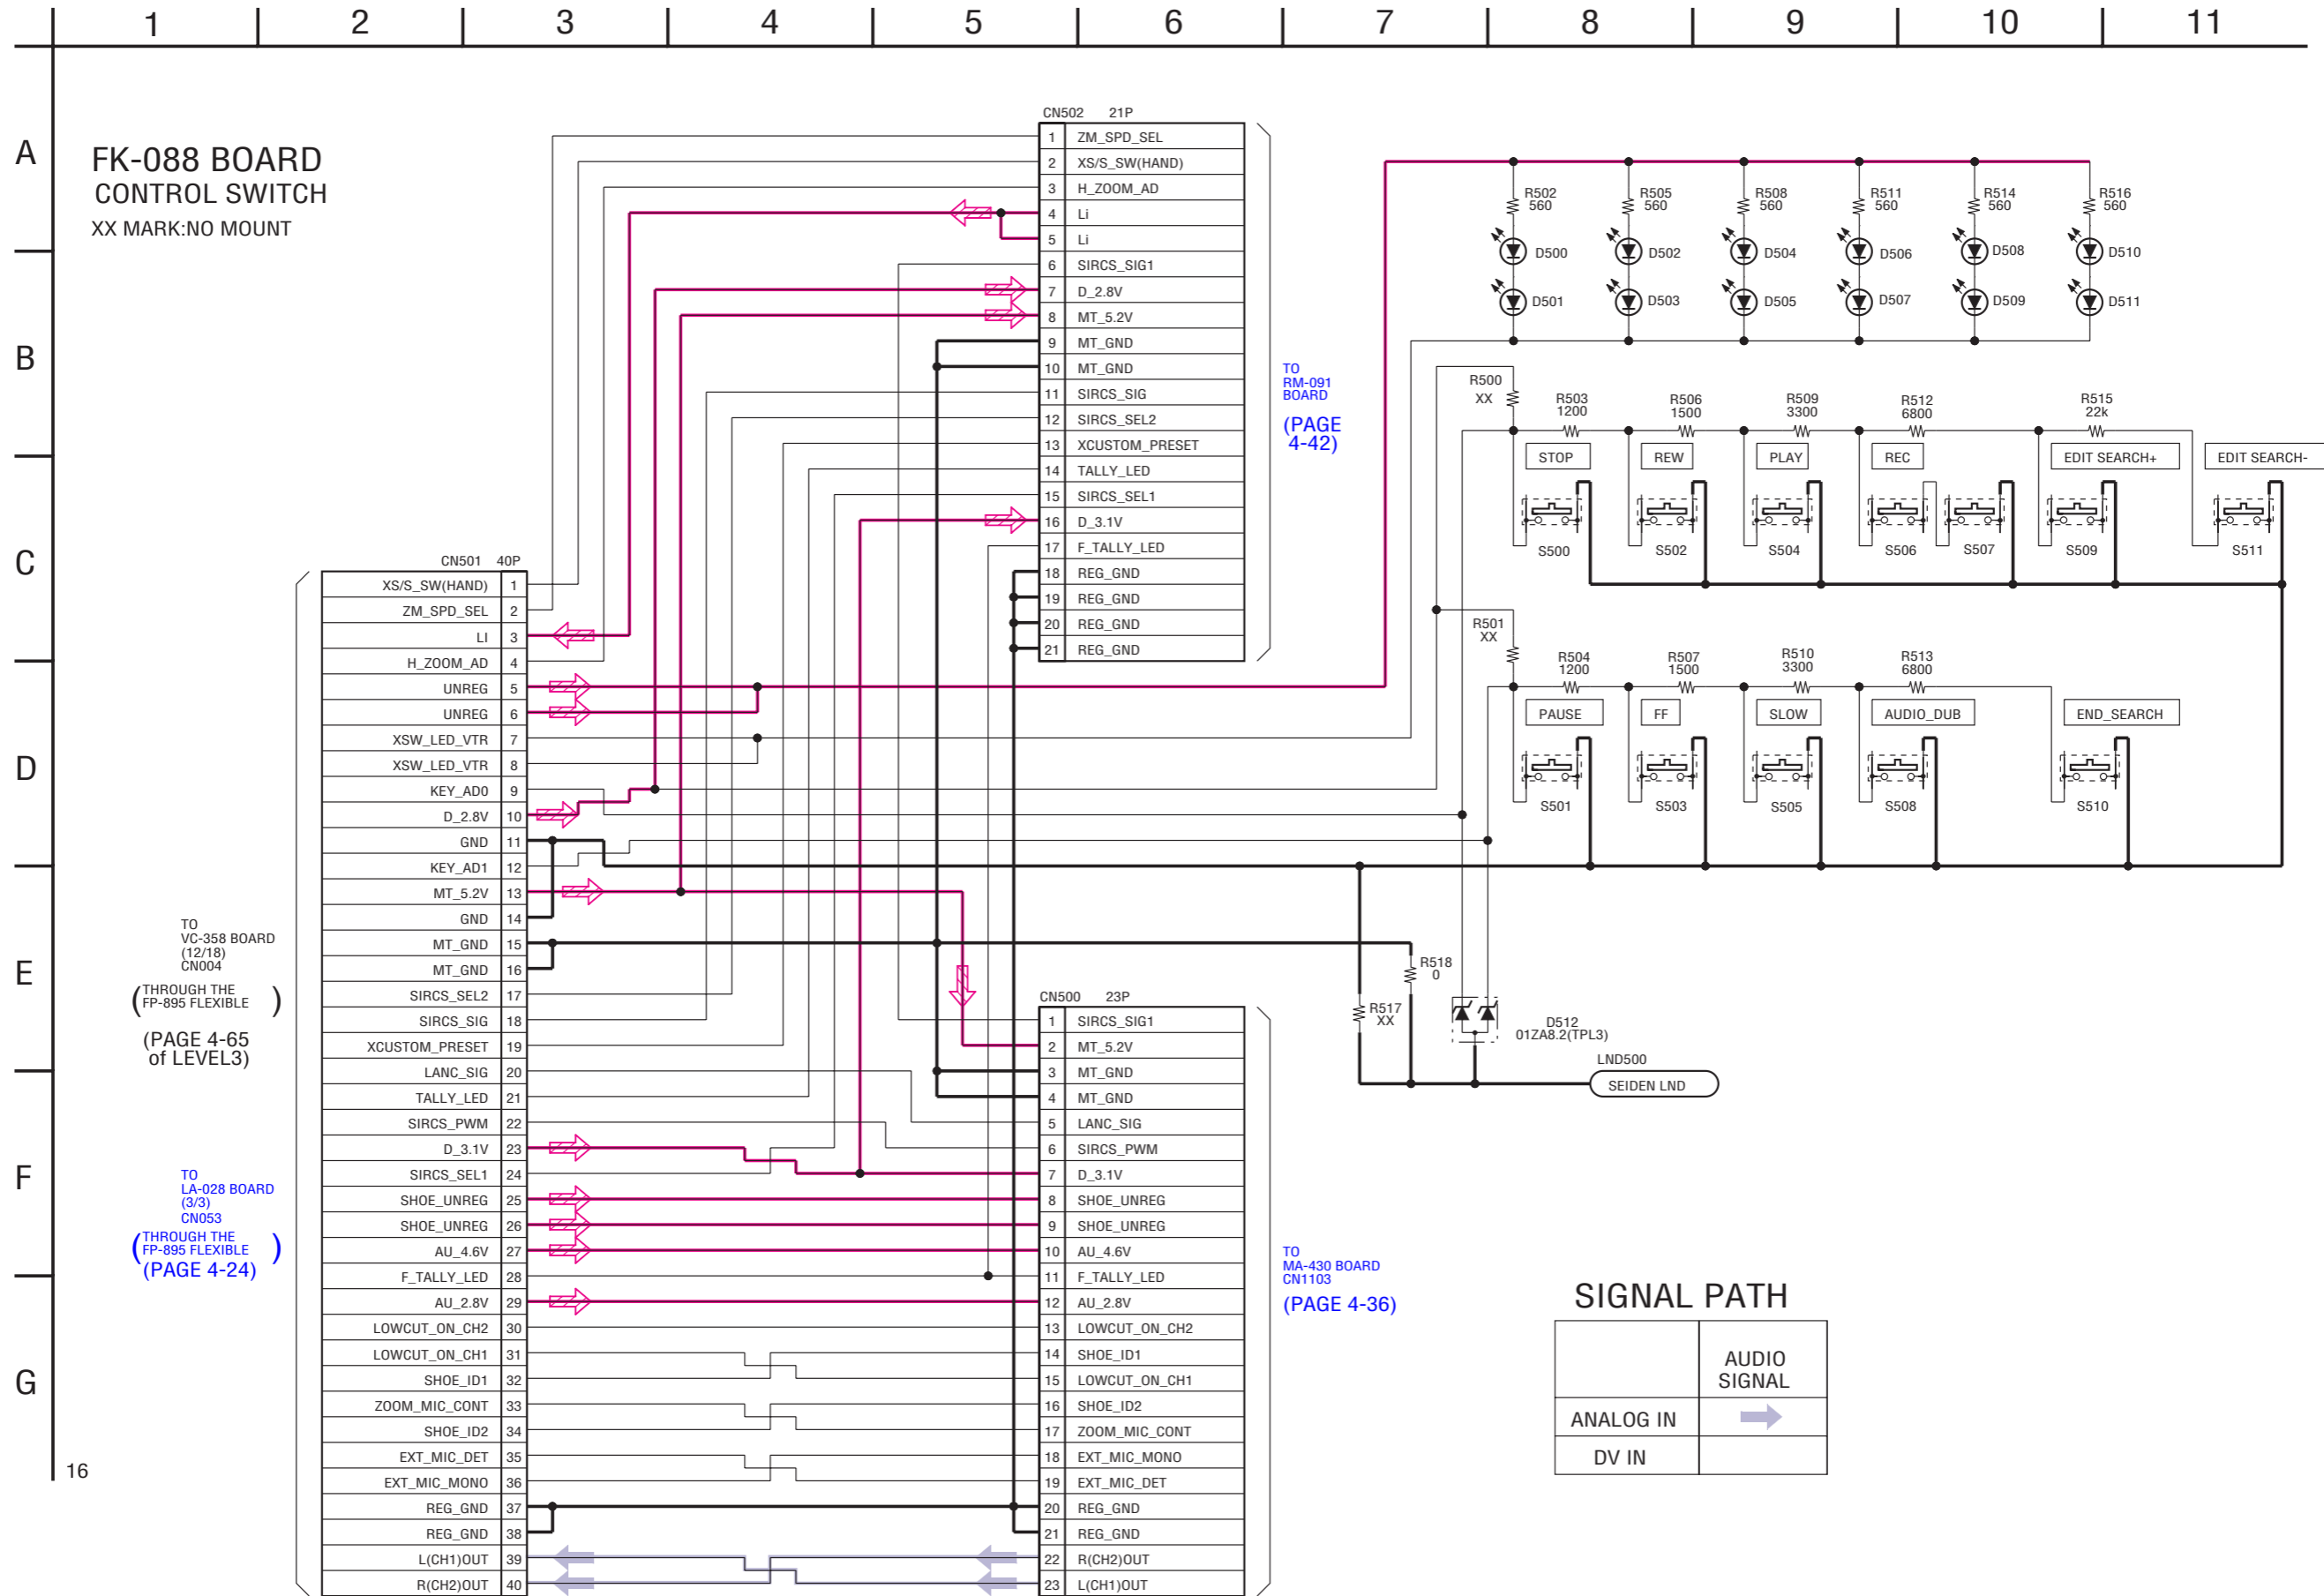 1 2 3 4 5 6 7 8 9 10 11
A
B
C
D
E
F
G
16
FK-088 BOARD
CONTROL SWITCH
XX MARK:NO MOUNT
CN502 21P
1 ZM_SPD_SEL
2 XS/S_SW(HAND)
3 H_ZOOM_AD
4 Li
5 Li
6 SIRCS_SIG1
7 D_2.8V
8 MT_5.2V
9 MT_GND
10 MT_GND
11 SIRCS_SIG
12 SIRCS_SEL2
13 XCUSTOM_PRESET
14 TALLY_LED
15 SIRCS_SEL1
16 D_3.1V
17 F_TALLY_LED
18 REG_GND
19 REG_GND
20 REG_GND
21 REG_GND
TO
RM-091
BOARD
(PAGE
4-42)
R502 R505 R508 R511 R514 R516
560 560 560 560 560 560
D500 D502 D504 D506 D508 D510
D501 D503 D505 D507 D509 D511
R500
XX
R503 R506 R509 R512 R515
1200 1500 3300 6800 22k
STOP REW PLAY REC EDIT SEARCH+ EDIT SEARCH-
S500 S502 S504 S506 S507 S509 S511
R501
XX
R504 R507 R510 R513
1200 1500 3300 6800
PAUSE FF SLOW AUDIO_DUB END_SEARCH
S501 S503 S505 S508 S510
CN501 40P
XS/S_SW(HAND) 1
ZM_SPD_SEL 2
LI 3
H_ZOOM_AD 4
UNREG 5
UNREG 6
XSW_LED_VTR 7
XSW_LED_VTR 8
KEY_AD0 9
D_2.8V 10
GND 11
KEY_AD1 12
MT_5.2V 13
GND 14
MT_GND 15
MT_GND 16
SIRCS_SEL2 17
SIRCS_SIG 18
XCUSTOM_PRESET 19
LANC_SIG 20
TALLY_LED 21
SIRCS_PWM 22
D_3.1V 23
SIRCS_SEL1 24
SHOE_UNREG 25
SHOE_UNREG 26
AU_4.6V 27
F_TALLY_LED 28
AU_2.8V 29
LOWCUT_ON_CH2 30
LOWCUT_ON_CH1 31
SHOE_ID1 32
ZOOM_MIC_CONT 33
SHOE_ID2 34
EXT_MIC_DET 35
EXT_MIC_MONO 36
REG_GND 37
REG_GND 38
L(CH1)OUT 39
R(CH2)OUT 40
TO
VC-358 BOARD
(12/18)
CN004
(THROUGH THE
FP-895 FLEXIBLE)
(PAGE 4-65
of LEVEL3)
TO
LA-028 BOARD
(3/3)
CN053
(THROUGH THE
FP-895 FLEXIBLE)
(PAGE 4-24)
CN500 23P
1 SIRCS_SIG1
2 MT_5.2V
3 MT_GND
4 MT_GND
5 LANC_SIG
6 SIRCS_PWM
7 D_3.1V
8 SHOE_UNREG
9 SHOE_UNREG
10 AU_4.6V
11 F_TALLY_LED
12 AU_2.8V
13 LOWCUT_ON_CH2
14 SHOE_ID1
15 LOWCUT_ON_CH1
16 SHOE_ID2
17 ZOOM_MIC_CONT
18 EXT_MIC_MONO
19 EXT_MIC_DET
20 REG_GND
21 REG_GND
22 R(CH2)OUT
23 L(CH1)OUT
TO
MA-430 BOARD
CN1103
(PAGE 4-36)
R518
0
R517
XX
D512
01ZA8.2(TPL3)
LND500
SEIDEN LND
SIGNAL PATH
AUDIO
SIGNAL
ANALOG IN
DV IN